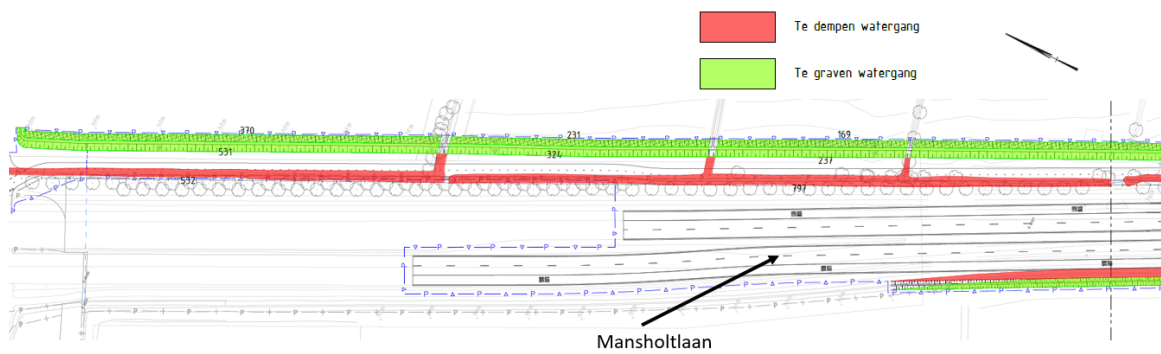 Te dempen watergang
Te graven watergang
370
231
169
531
324
237
532
797
Mansholtlaan